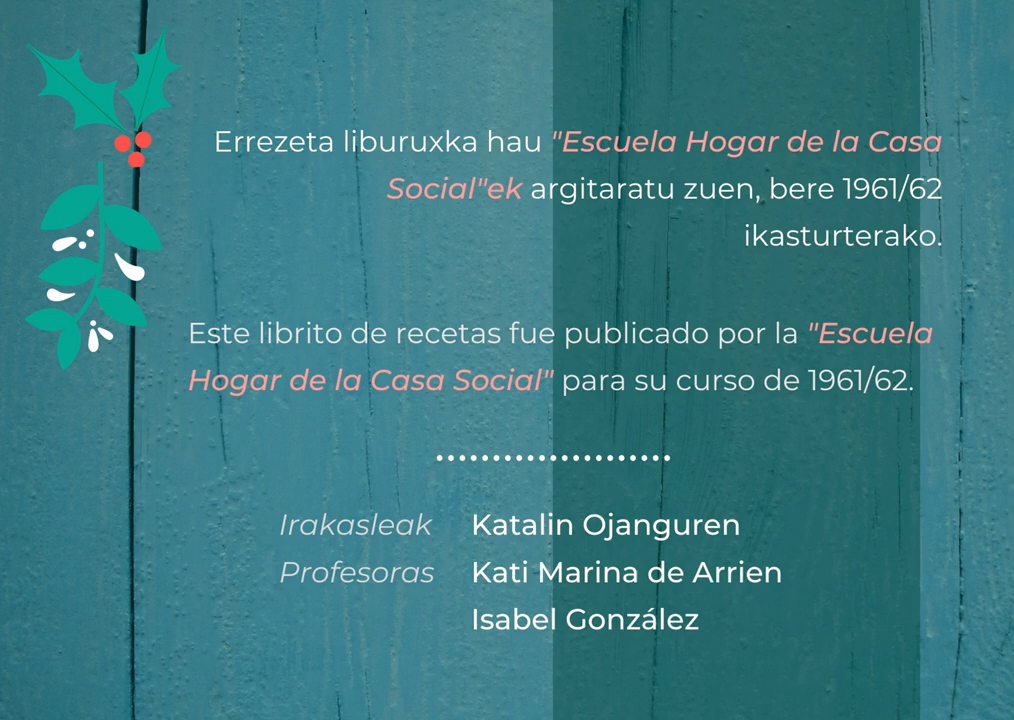 Errezeta liburuxka hau "Escuela Hogar de la Casa
Social"ek argitaratu zuen, bere 1961/62
ikasturterako.
Este librito de recetas fue publicado por la "Escuela
Hogar de la Casa Social" para su curso de 1961/62.
Irakasleak Katalin Ojanguren
Profesoras Kati Marina de Arrien
Isabel González